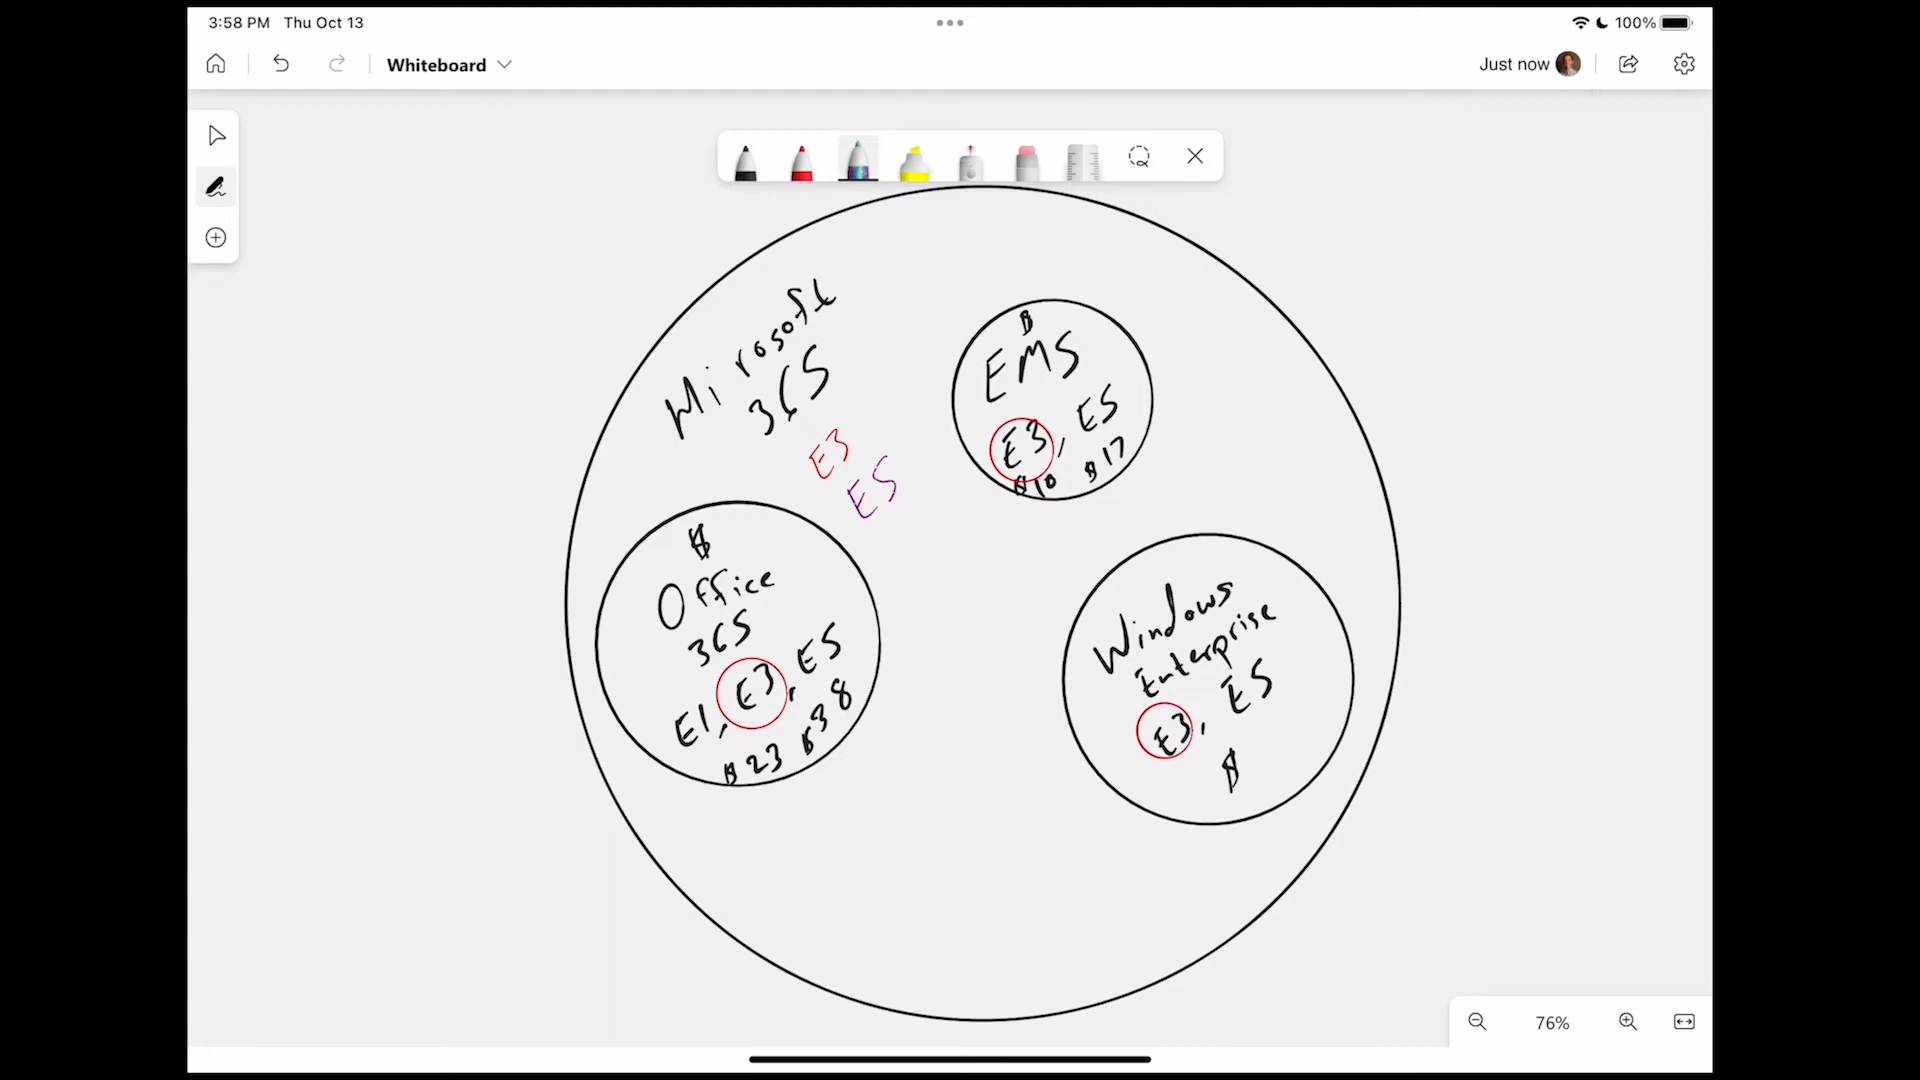 3:58 PM Thu Oct 13
100%
Whiteboard
Just now
Mirosoft
365
E3
E5
$
EMS
E3, E5
$10 $17
$
Office
365
E1, E3, E5
$23 $38
Windows
Enterprise
E3, E5
$
76%